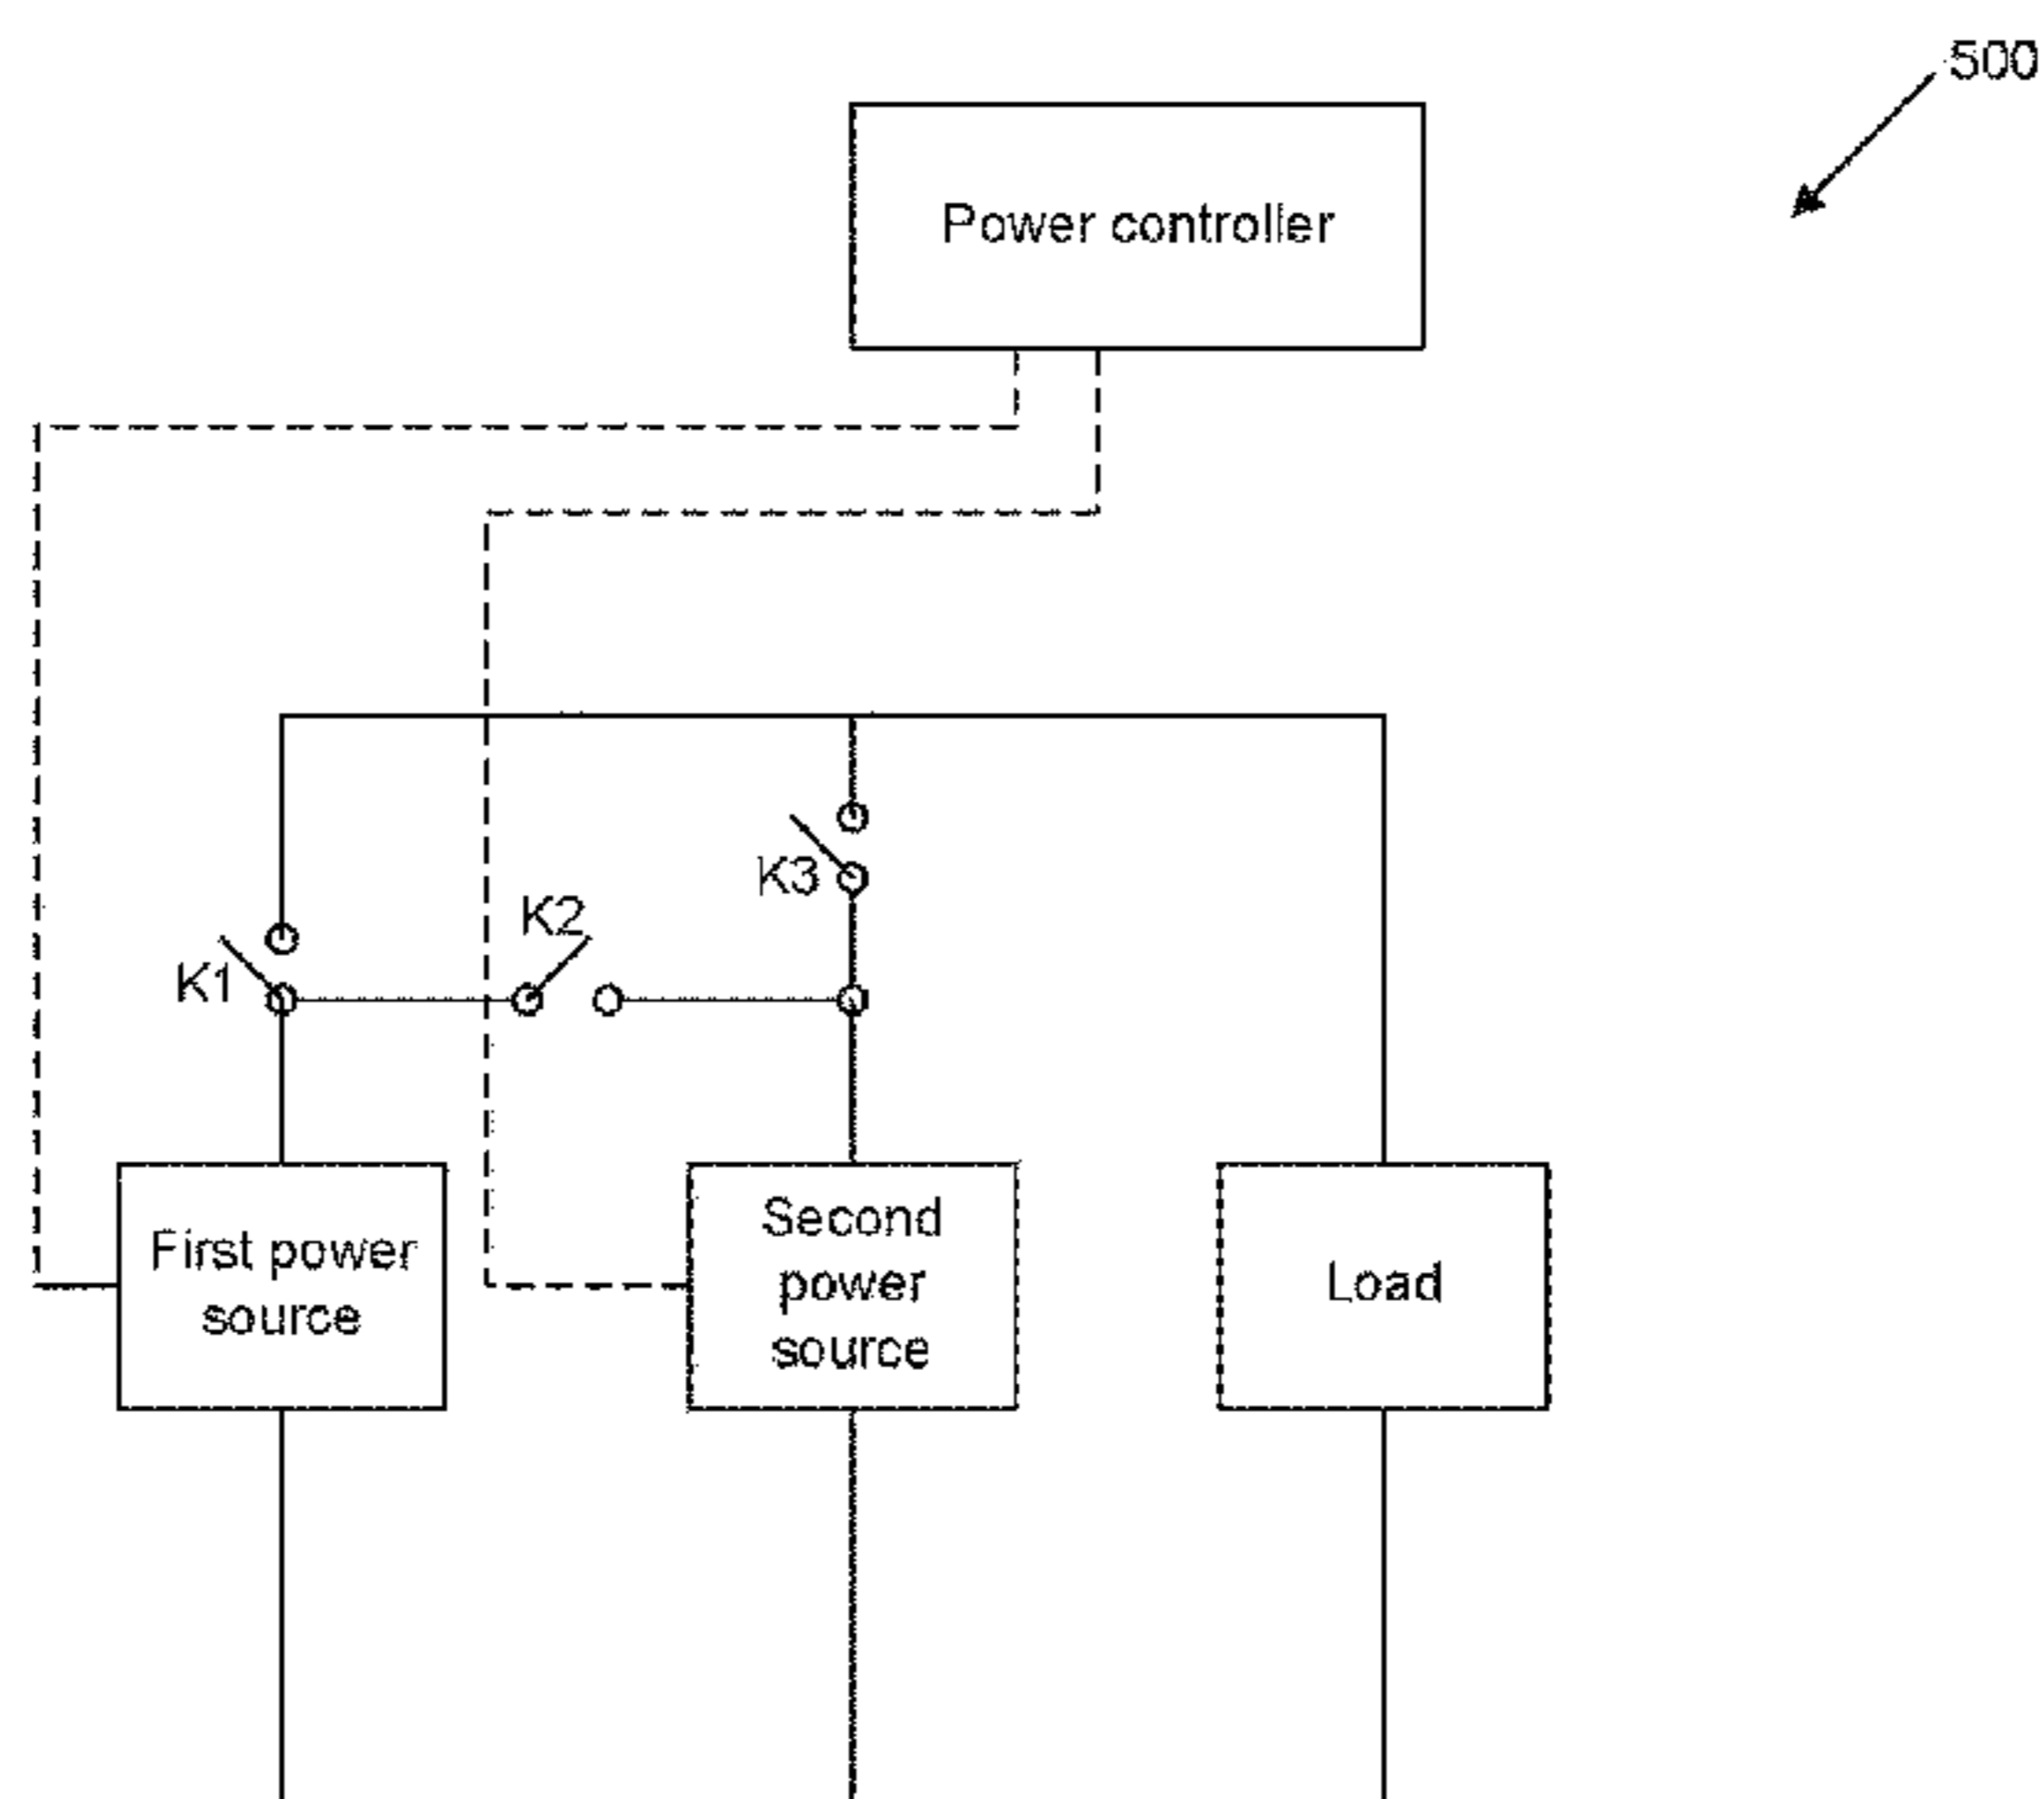 500
Power controller
K3
K2
K1
First power
source
Second
power
source
Load